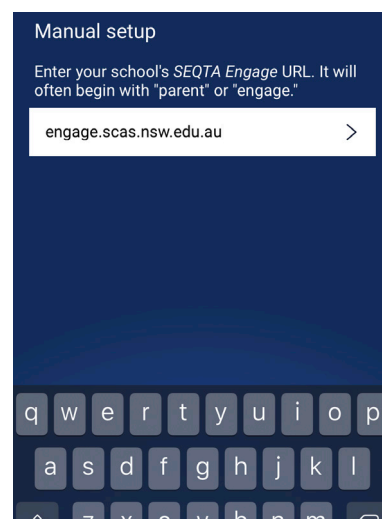 Manual setup
Enter your school's SEQTA Engage URL. It will
often begin with "parent" or "engage."
engage.scas.nsw.edu.au
q w e r t y u i o p
a s d f g h j k l
z x c v b n m